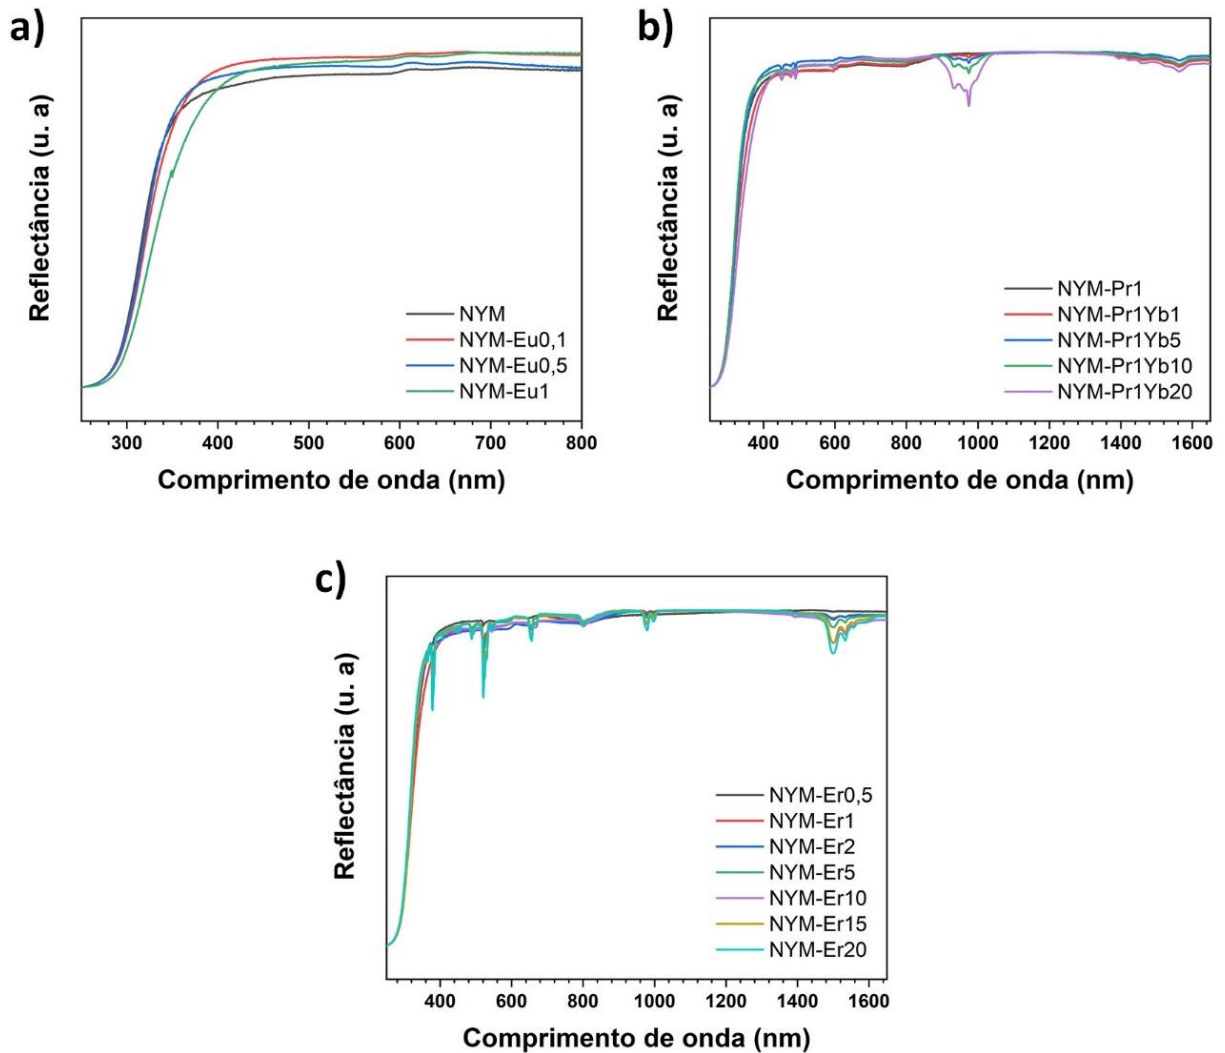 a)
Reflectância (u. a)
NYM
NYM-Eu0,1
NYM-Eu0,5
NYM-Eu1
300 400 500 600 700 800
Comprimento de onda (nm)
b)
Reflectância (u. a)
NYM-Pr1
NYM-Pr1Yb1
NYM-Pr1Yb5
NYM-Pr1Yb10
NYM-Pr1Yb20
400 600 800 1000 1200 1400 1600
Comprimento de onda (nm)
c)
Reflectância (u. a)
NYM-Er0,5
NYM-Er1
NYM-Er2
NYM-Er5
NYM-Er10
NYM-Er15
NYM-Er20
400 600 800 1000 1200 1400 1600
Comprimento de onda (nm)